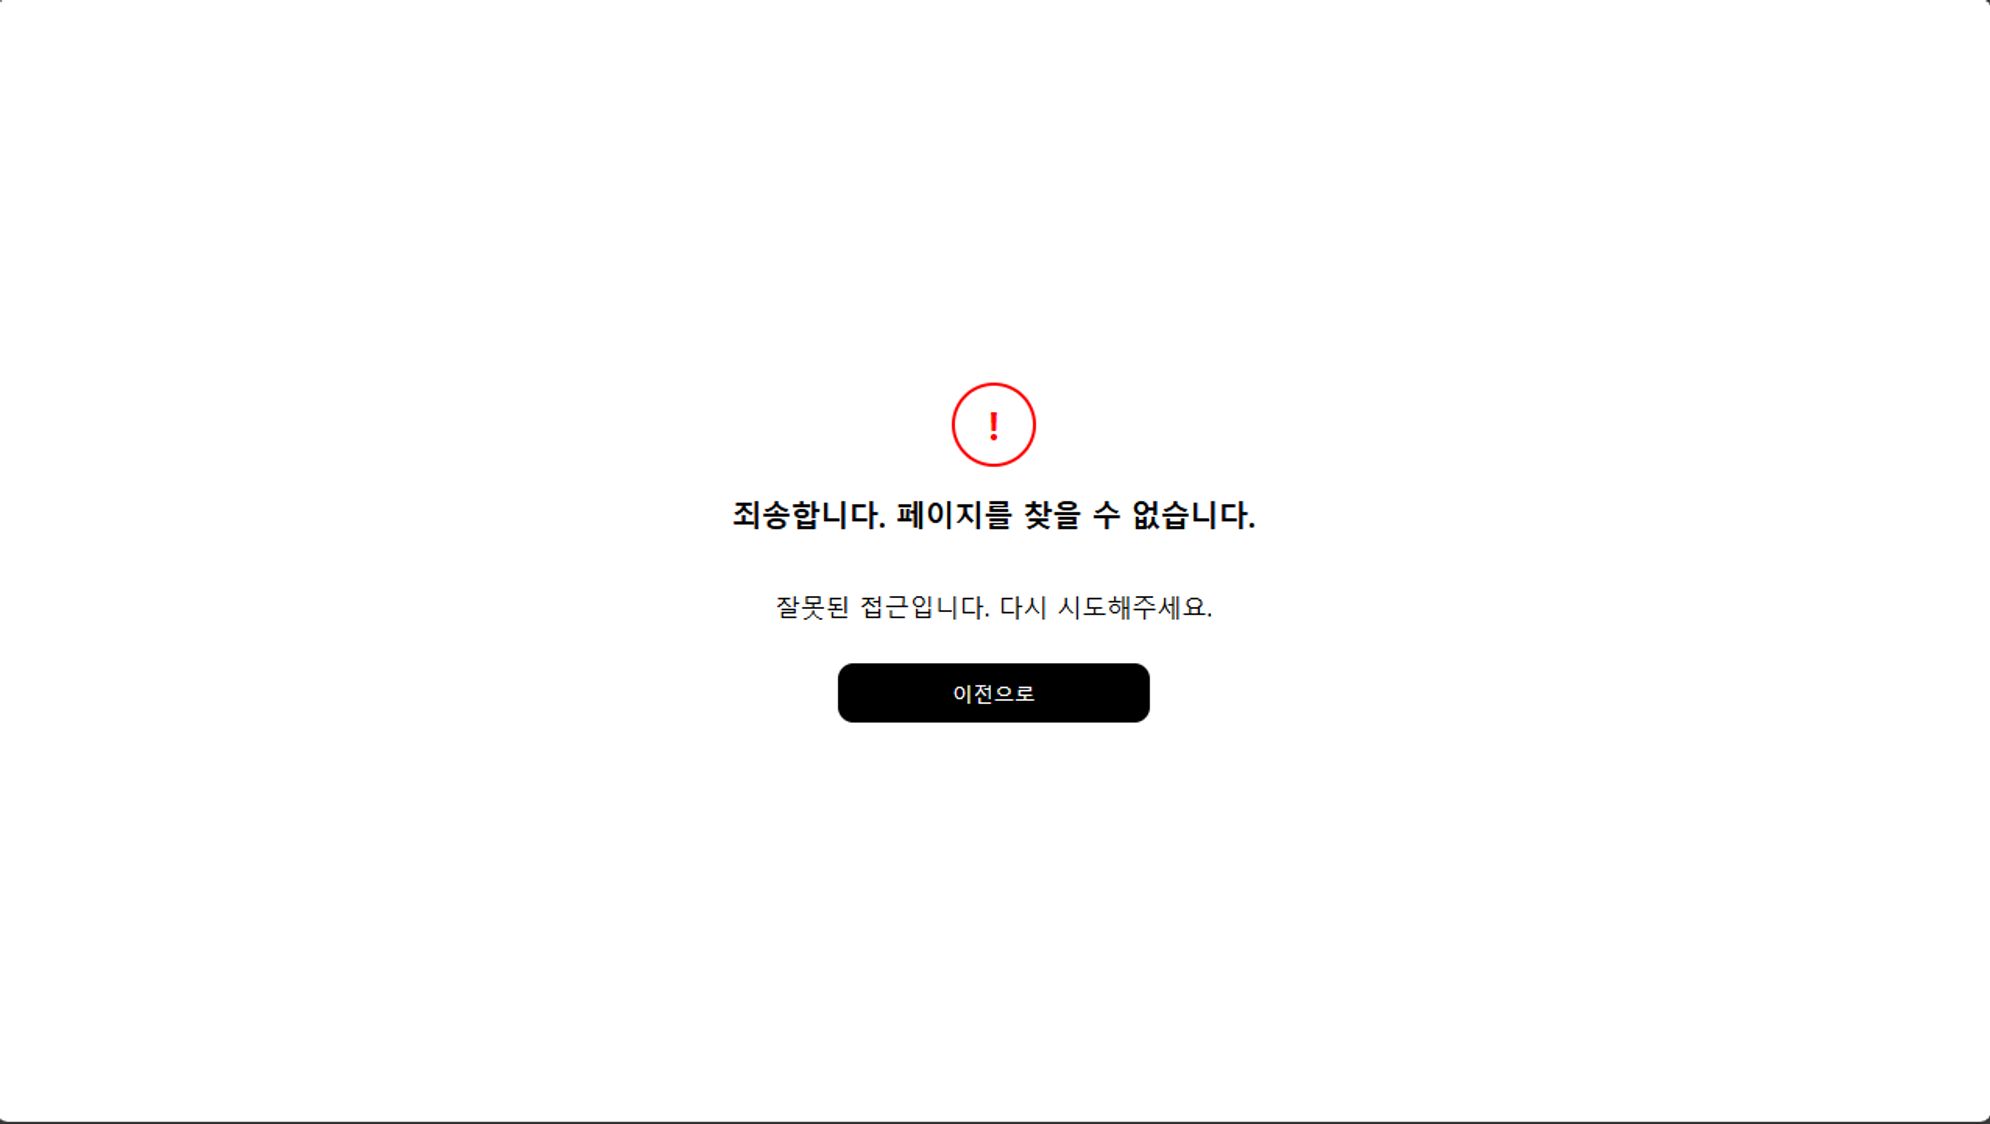 !
죄송합니다. 페이지를 찾을 수 없습니다.
잘못된 접근입니다. 다시 시도해주세요.
이전으로